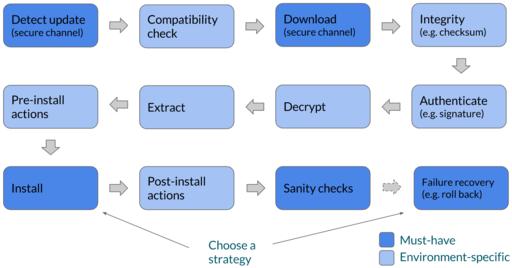 Detect update
(secure channel)
Compatibility
check
Download
(secure channel)
Integrity
(e.g. checksum)
Pre-install
actions
Extract
Decrypt
Authenticate
(e.g. signature)
Install
Post-install
actions
Sanity checks
Failure recovery
(e.g. roll back)
Choose a
strategy
Must-have
Environment-specific